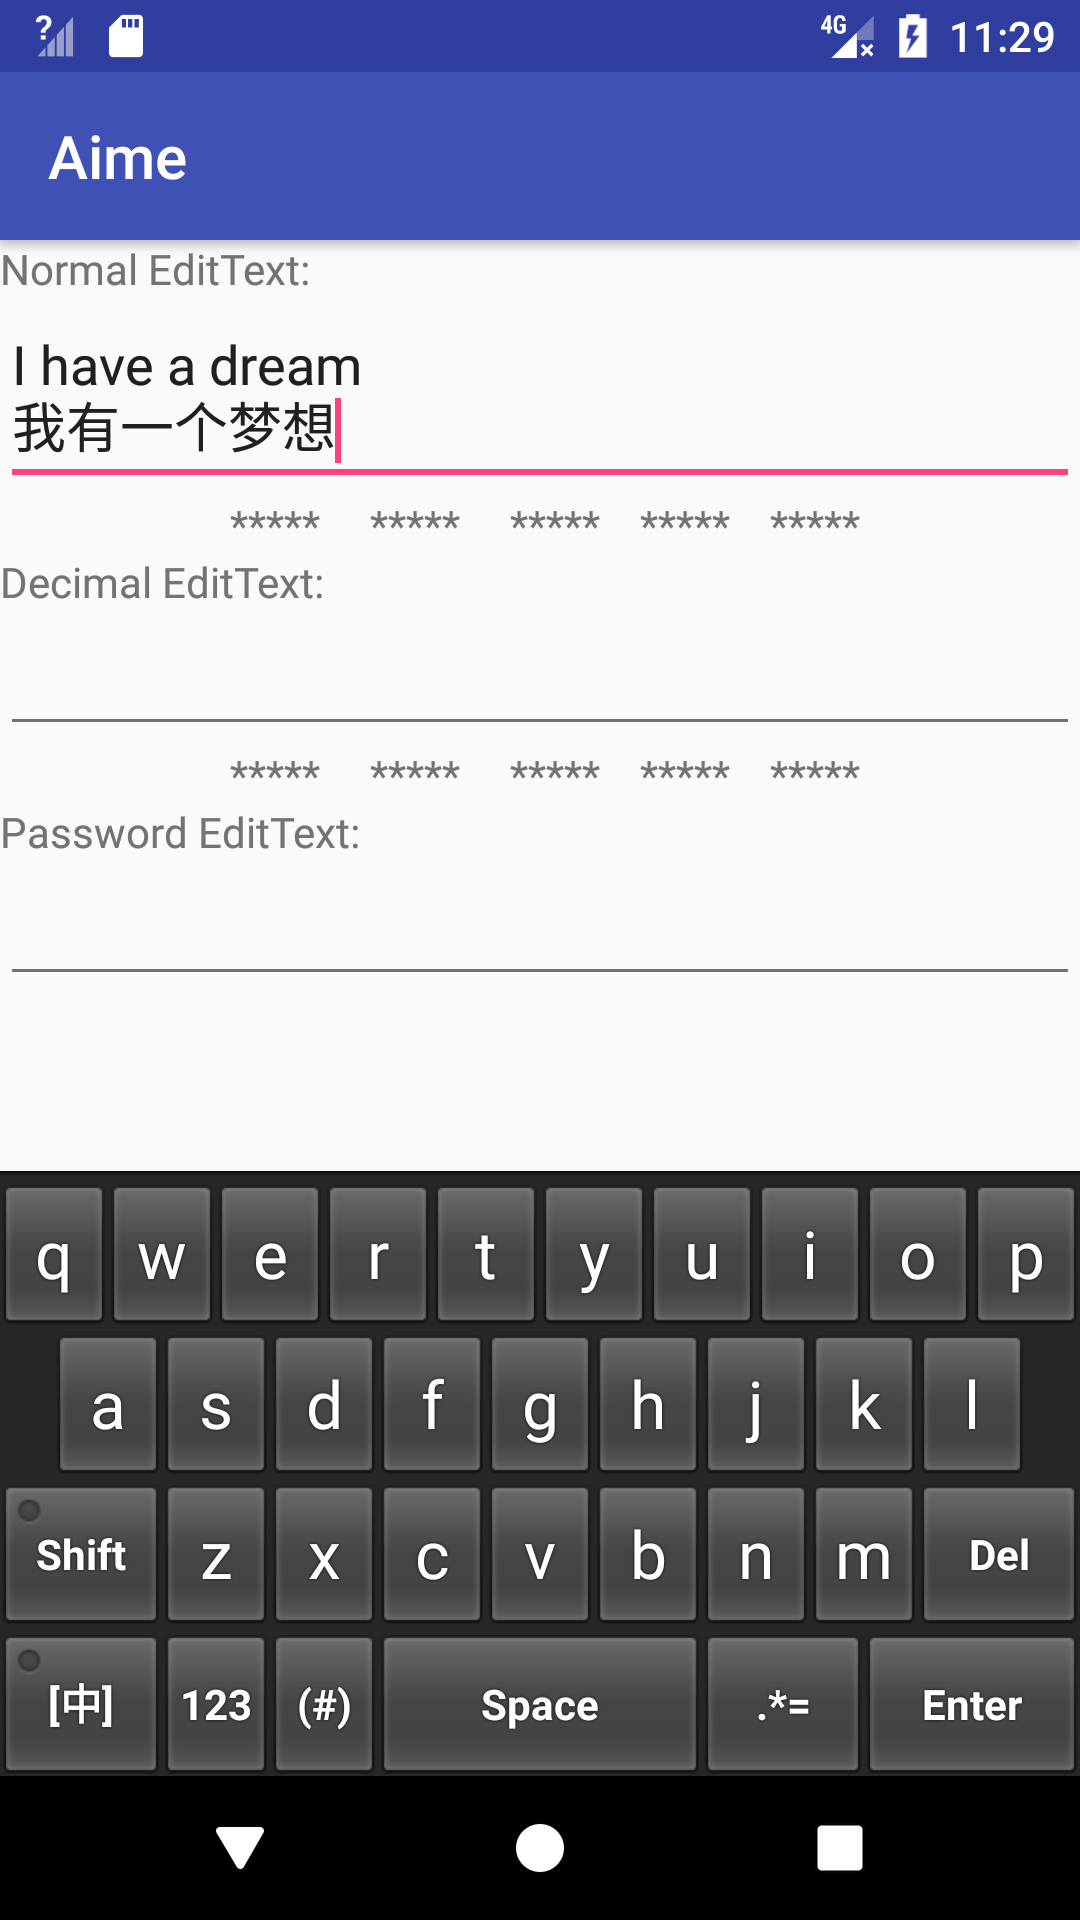 ? 4G 11:29
Aime
Normal EditText:
I have a dream
我有一个梦想
***** ***** ***** ***** *****
Decimal EditText:
***** ***** ***** ***** *****
Password EditText:
q w e r t y u i o p
a s d f g h j k l
Shift z x c v b n m Del
[中] 123 (#) Space .*= Enter